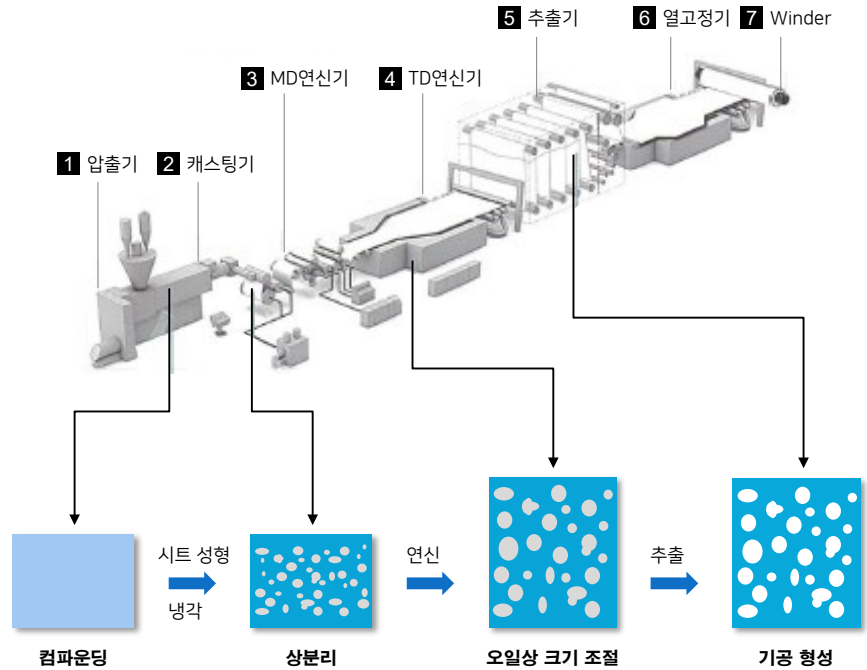 5 추출기
6 열고정기
7 Winder
3 MD연신기
4 TD연신기
1 압출기
2 캐스팅기
시트 성형
냉각
연신
추출
컴파운딩
상분리
오일상 크기 조절
기공 형성